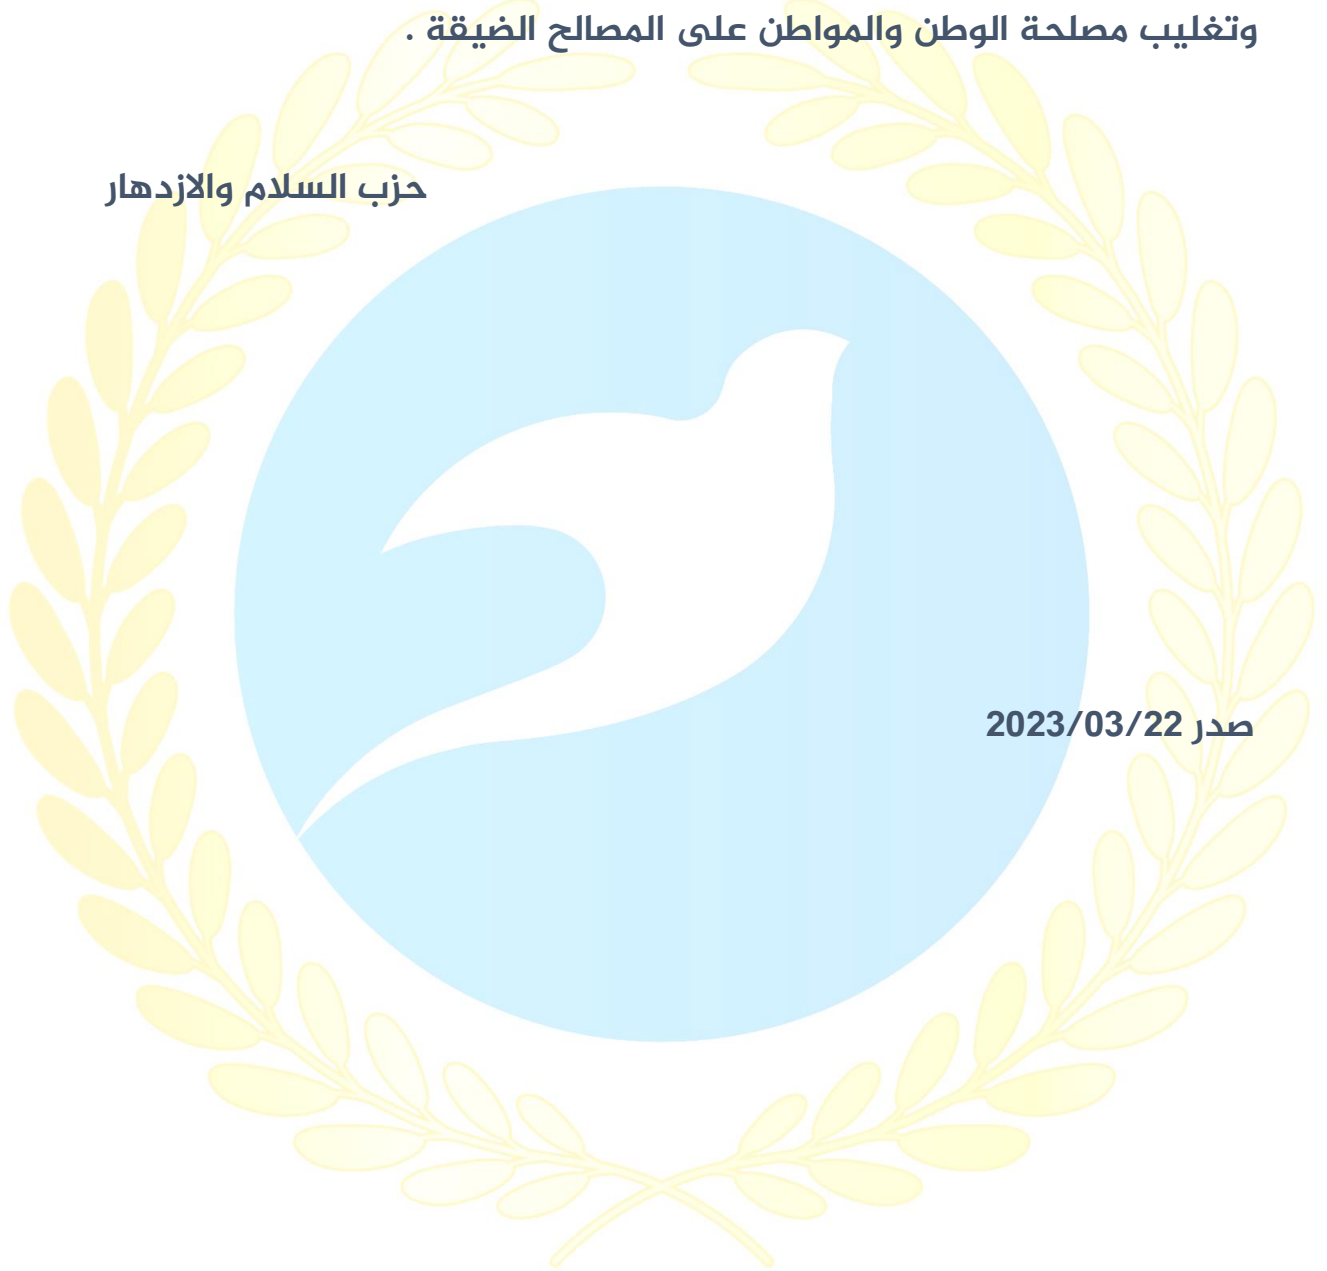 وتغليب مصلحة الوطن والمواطن على المصالح الضيقة .
حزب السلام والازدهار
صدر 2023/03/22